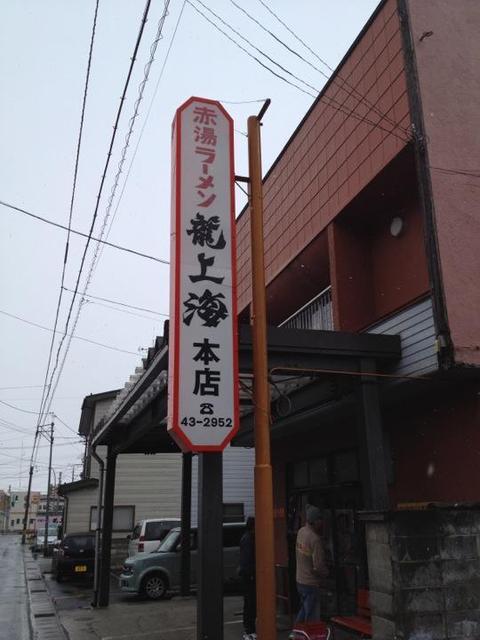 赤湯ラーメン
龍上海
本店
☎
43-2952